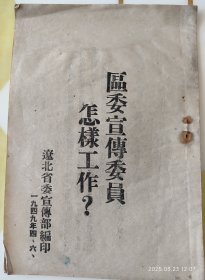 區委宣傳委員
怎樣工作？
遼北省委宣傳部編印
一九四九年四、六、
2025.08.23 12:07